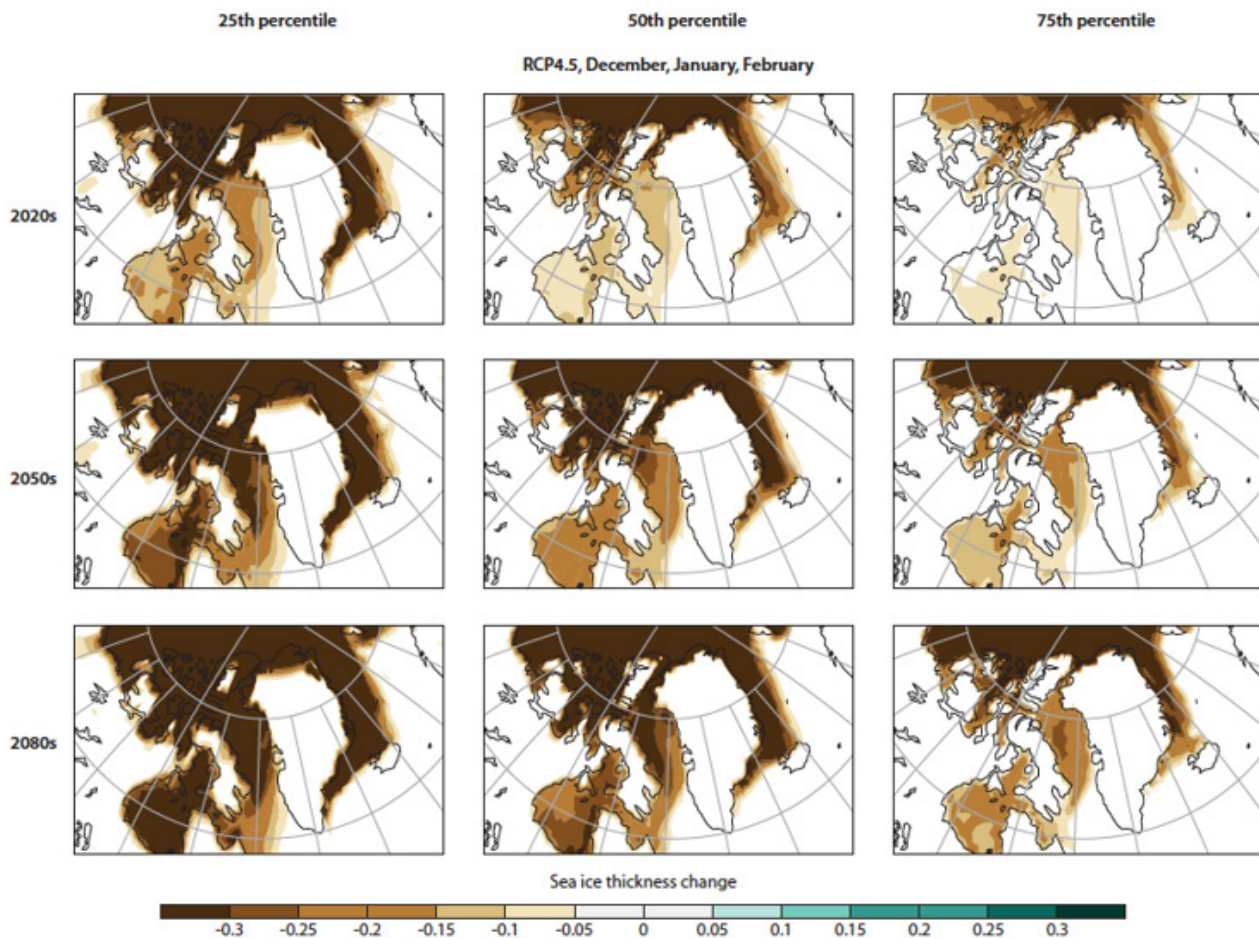 25th percentile 50th percentile 75th percentile
RCP4.5, December, January, February
2020s
2050s
2080s
Sea ice thickness change
-0.3 -0.25 -0.2 -0.15 -0.1 -0.05 0 0.05 0.1 0.15 0.2 0.25 0.3